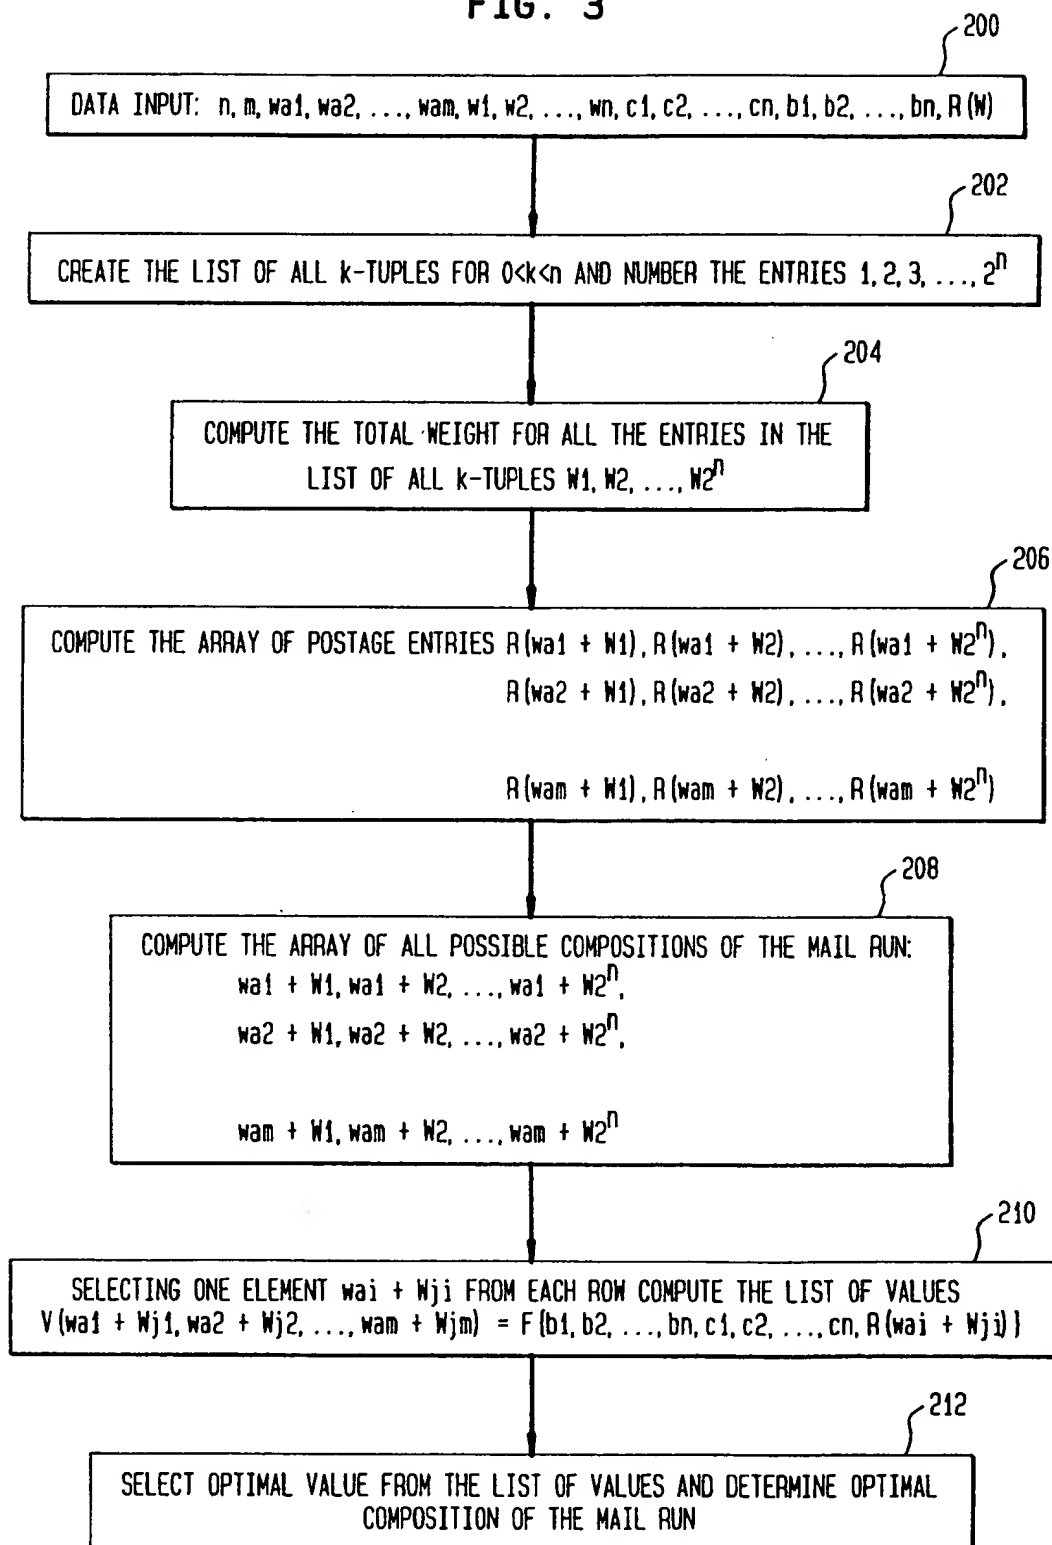 FIG. 3
200
DATA INPUT: n, m, wa1, wa2, ..., wam, w1, w2, ..., wn, c1, c2, ..., cn, b1, b2, ..., bn, R(W)
202
CREATE THE LIST OF ALL k-TUPLES FOR 0<k<n AND NUMBER THE ENTRIES 1, 2, 3, ..., 2^n
204
COMPUTE THE TOTAL WEIGHT FOR ALL THE ENTRIES IN THE
LIST OF ALL k-TUPLES W1, W2, ..., W2^n
206
COMPUTE THE ARRAY OF POSTAGE ENTRIES R(wa1 + W1), R(wa1 + W2), ..., R(wa1 + W2^n),
R(wa2 + W1), R(wa2 + W2), ..., R(wa2 + W2^n),
R(wam + W1), R(wam + W2), ..., R(wam + W2^n)
208
COMPUTE THE ARRAY OF ALL POSSIBLE COMPOSITIONS OF THE MAIL RUN:
wa1 + W1, wa1 + W2, ..., wa1 + W2^n,
wa2 + W1, wa2 + W2, ..., wa2 + W2^n,
wam + W1, wam + W2, ..., wam + W2^n
210
SELECTING ONE ELEMENT wai + Wji FROM EACH ROW COMPUTE THE LIST OF VALUES
V(wa1 + Wj1, wa2 + Wj2, ..., wam + Wjm) = F{b1, b2, ..., bn, c1, c2, ..., cn, R(wai + Wji)}
212
SELECT OPTIMAL VALUE FROM THE LIST OF VALUES AND DETERMINE OPTIMAL
COMPOSITION OF THE MAIL RUN